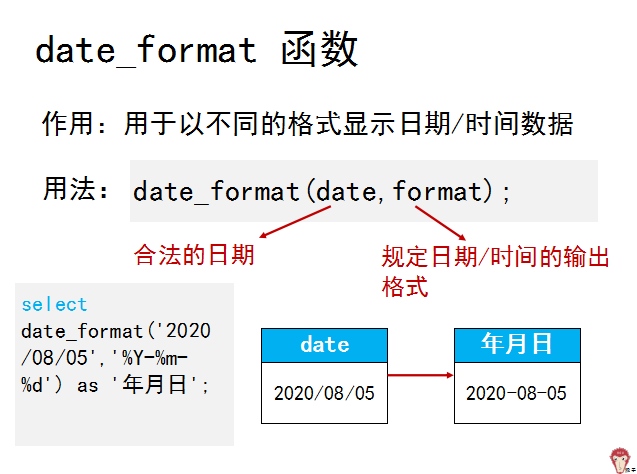 date_format 函数
作用：用于以不同的格式显示日期/时间数据
用法：
date_format(date,format);
合法的日期
规定日期/时间的输出
格式
select
date_format('2020
/08/05','%Y-%m-
%d') as '年月日';
date
年月日
2020/08/05
2020-08-05